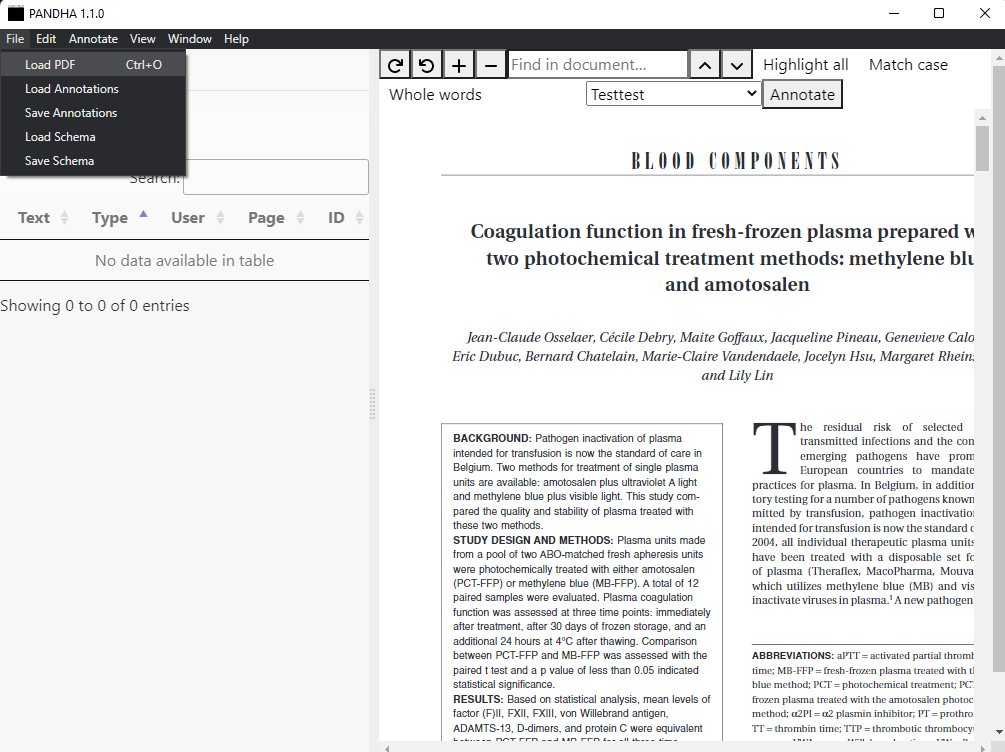 PANDHA 1.1.0
File Edit Annotate View Window Help
Load PDF Ctrl+O
Load Annotations
Save Annotations
Load Schema
Save Schema
Search:
Text Type User Page ID
No data available in table
Showing 0 to 0 of 0 entries
Find in document...
Highlight all
Match case
Whole words
Testtest
Annotate
BLOOD COMPONENTS
Coagulation function in fresh-frozen plasma prepared
two photochemical treatment methods: methylene
and amotosalen
Jean-Claude Osselaer, Cécile Debry, Maite Goffaux, Jacqueline Pineau, Genevieve
Eric Dubuc, Bernard Chatelain, Marie-Claire Vandendaele, Jocelyn Hsu, Margaret
and Lily Lin
BACKGROUND: Pathogen inactivation of plasma
intended for transfusion is now the standard of care in
Belgium. Two methods for treatment of single plasma
units are available: amotosalen plus ultraviolet A light
and methylene blue plus visible light. This study com-
pared the quality and stability of plasma treated with
these two methods.
STUDY DESIGN AND METHODS: Plasma units made
from a pool of two ABO-matched fresh apheresis units
were photochemically treated with either amotosalen
(PCT-FFP) or methylene blue (MB-FFP). A total of 12
paired samples were evaluated. Plasma coagulation
function was assessed at three time points: immediately
after treatment, after 30 days of frozen storage, and an
additional 24 hours at 4°C after thawing. Comparison
between PCT-FFP and MB-FFP was assessed with the
paired t test and a p value of less than 0.05 indicated
statistical significance.
RESULTS: Based on statistical analysis, mean levels of
factor (F)II, FXII, FXIII, von Willebrand antigen,
ADAMTS-13, D-dimers, and protein C were equivalent
between PCT-FFP and MB-FFP for all three time
The residual risk of selected
transmitted infections and the
emerging pathogens have
European countries to mandate
practices for plasma. In Belgium, in
tory testing for a number of pathogens known
mitted by transfusion, pathogen
intended for transfusion is now the standard
2004, all individual therapeutic plasma units
have been treated with a disposable set
of plasma (Theraflex, MacoPharma,
which utilizes methylene blue (MB) and
inactivate viruses in plasma.¹ A new pathogen
ABBREVIATIONS: aPTT = activated partial
time; MB-FFP = fresh-frozen plasma treated with
blue method; PCT = photochemical treatment;
frozen plasma treated with the amotosalen
method; α2PI = α2 plasmin inhibitor; PT =
TT = thrombin time; TTP = thrombotic